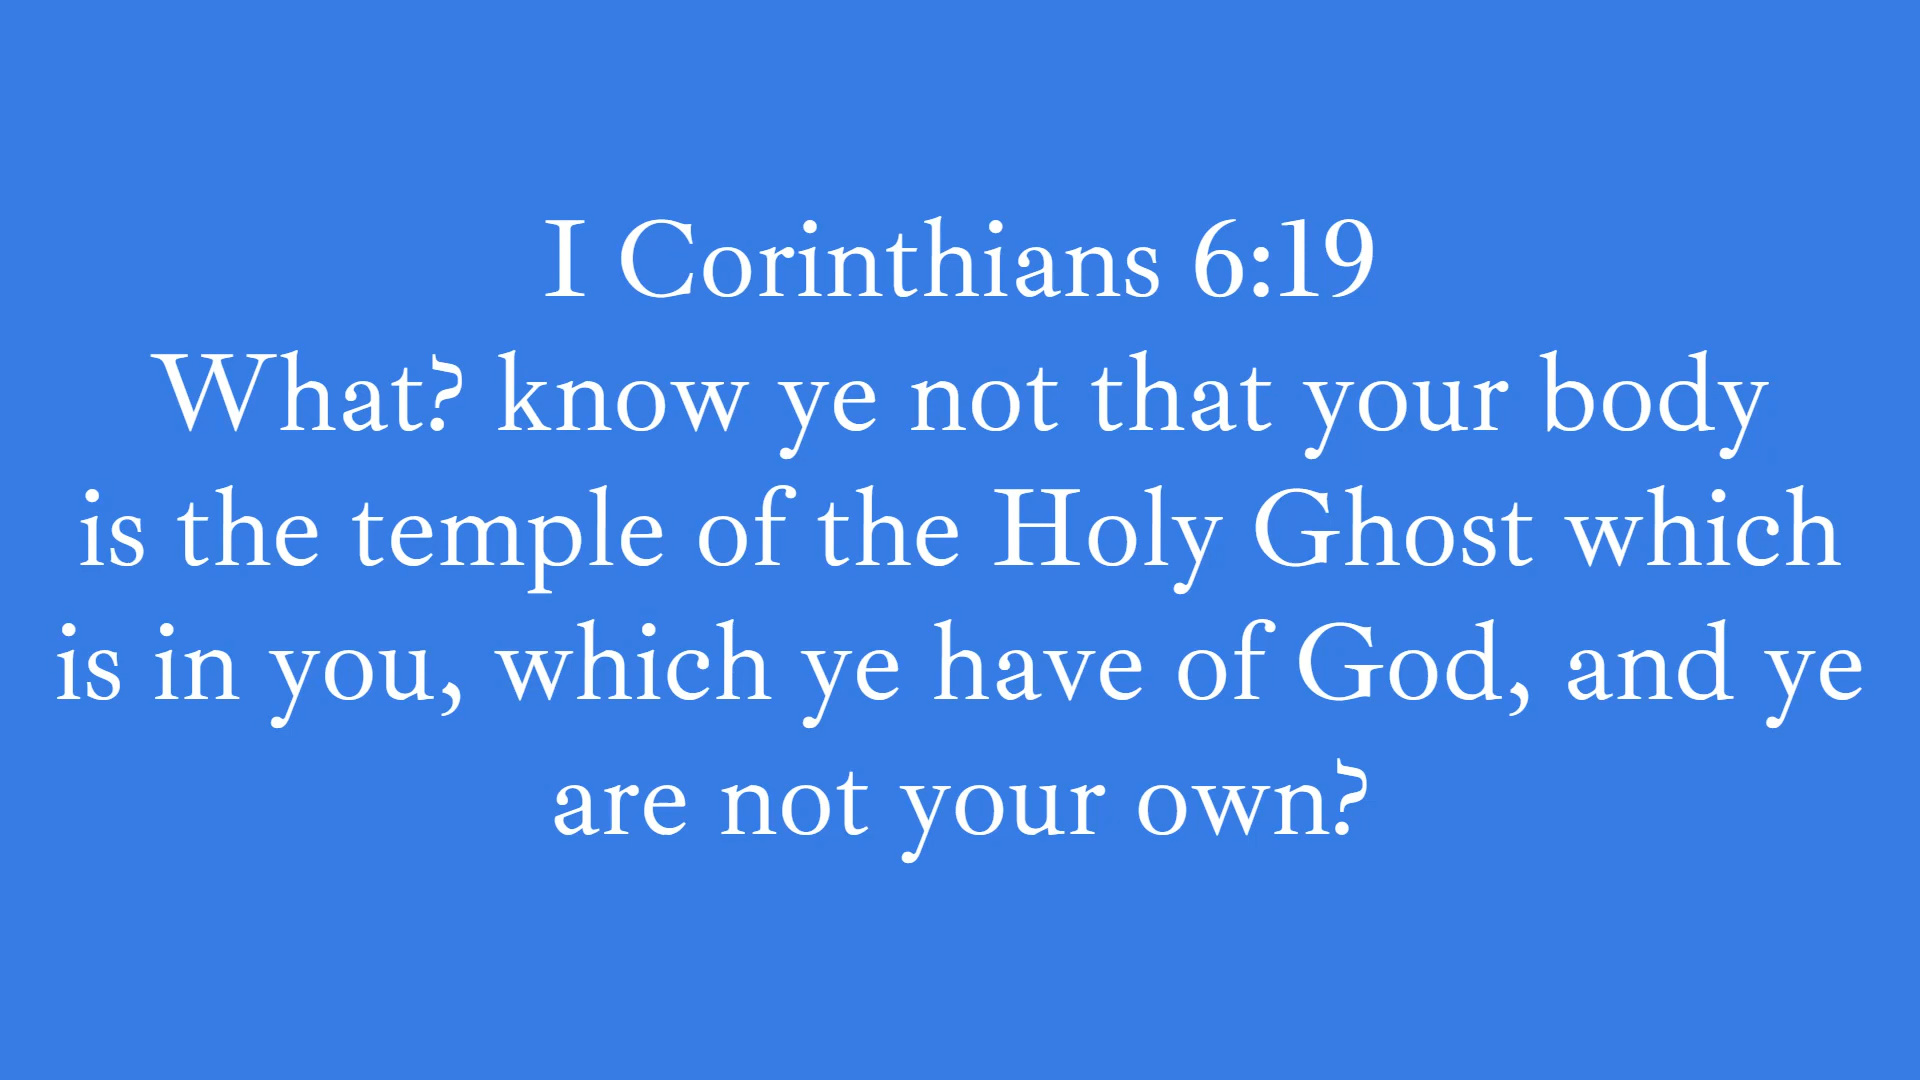 I Corinthians 6:19
What? know ye not that your body
is the temple of the Holy Ghost which
is in you, which ye have of God, and ye
are not your own?